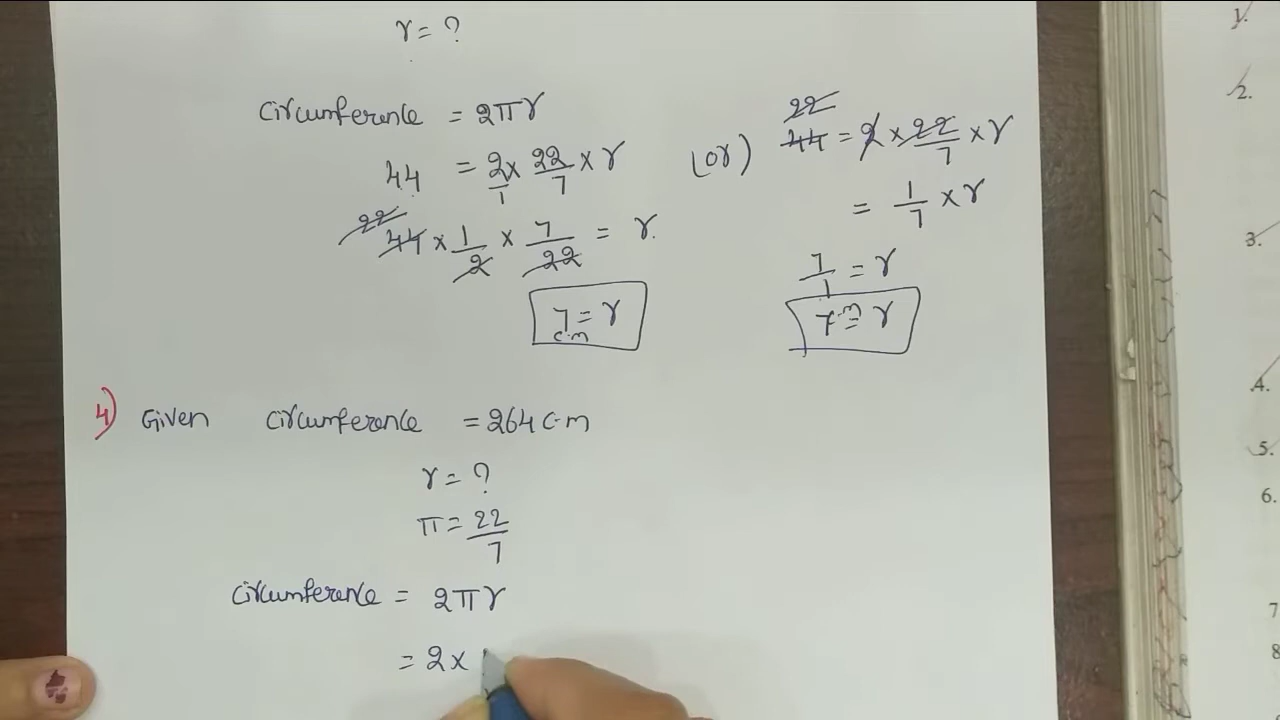 r = ?
Circumference = 2πr
44 = 2/1 × 22/7 × r
22
44 × 1/2 × 7/22 = r
7 = r
c.m
(or)
22
44 = 2 × 22/7 × r
= 1/7 × r
7/1 = r
7 c.m = r
4) Given circumference = 264 c.m
r = ?
π = 22/7
circumference = 2πr
= 2 ×
1.
2.
3.
4.
5.
6.
7
8